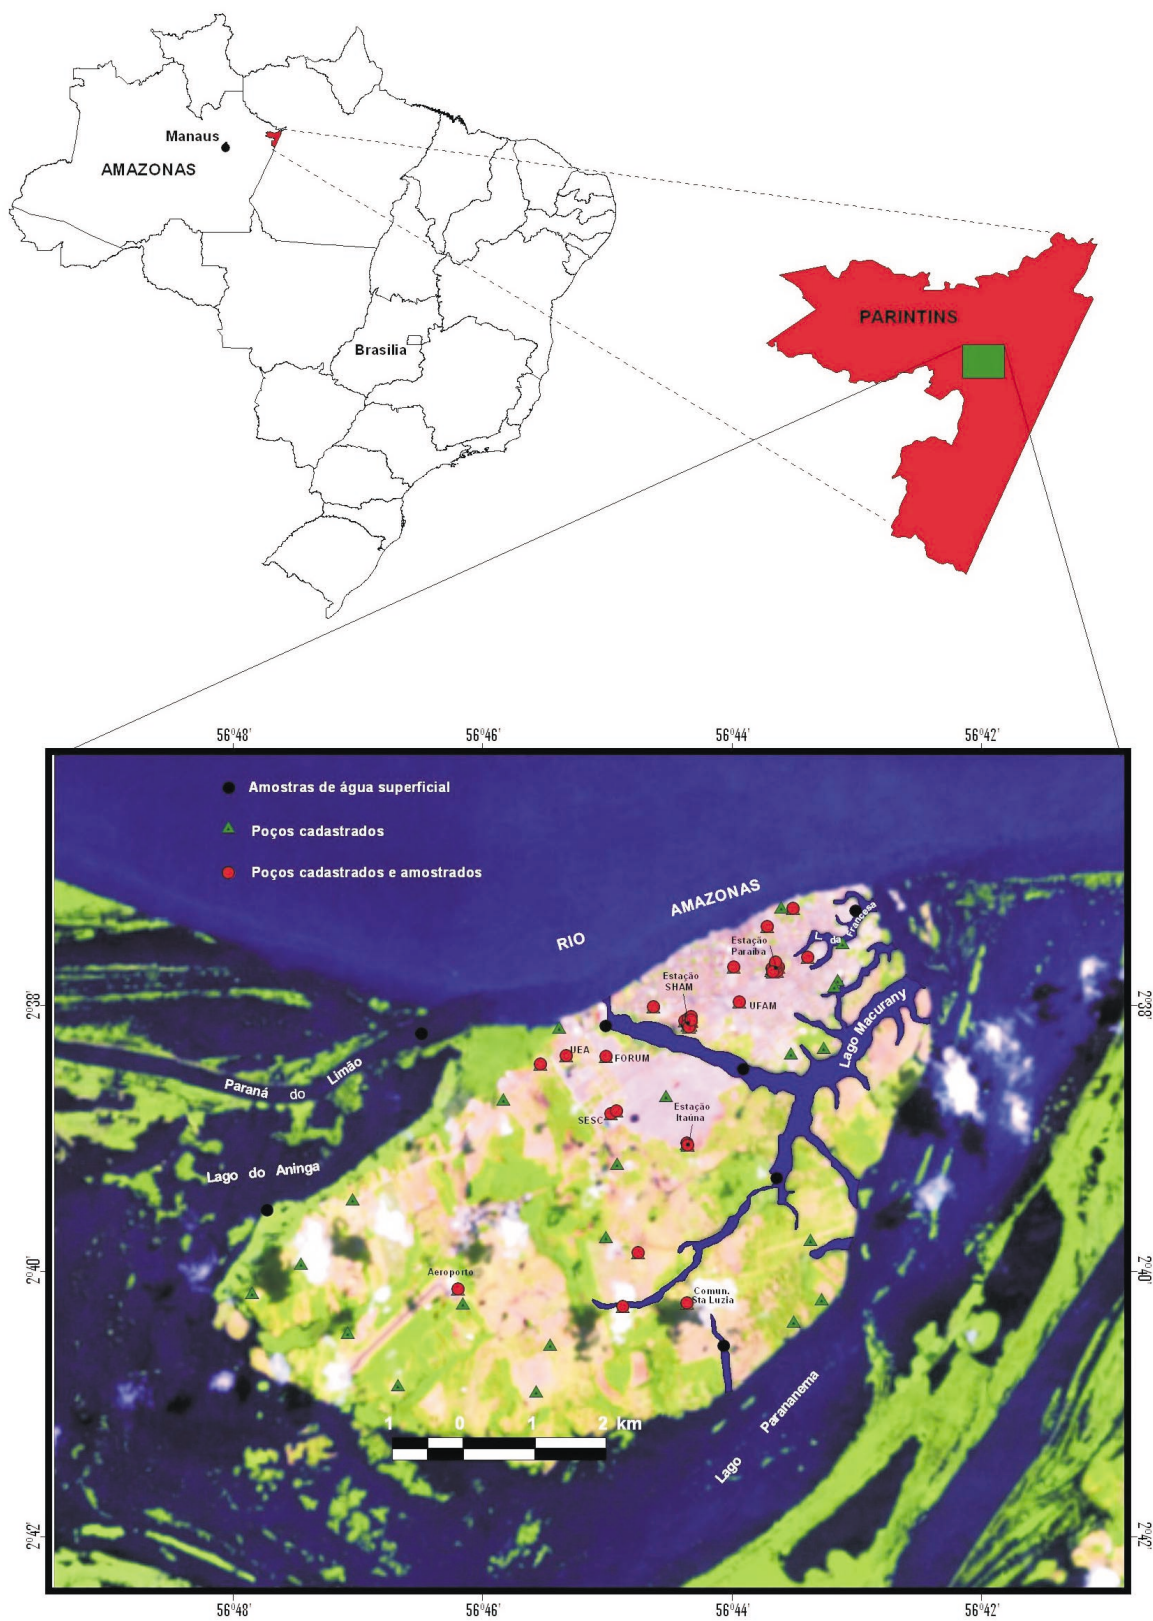 Manaus
AMAZONAS
Brasilia
PARINTINS
56°48'
56°46'
56°44'
56°42'
Amostras de água superficial
Poços cadastrados
Poços cadastrados e amostrados
RIO
AMAZONAS
L. da Francesa
Estação
Paraíba
Estação
SHAM
UFAM
2°38'
2°38'
Lago Macurany
UEA
FORUM
Paraná do Limão
SESC
Estação
Itaúna
Lago do Aninga
2°40'
2°40'
Aeroporto
Comun.
Sta Luzia
Lago Parananema
1 0 1 2 km
2°42'
2°42'
56°48'
56°46'
56°44'
56°42'